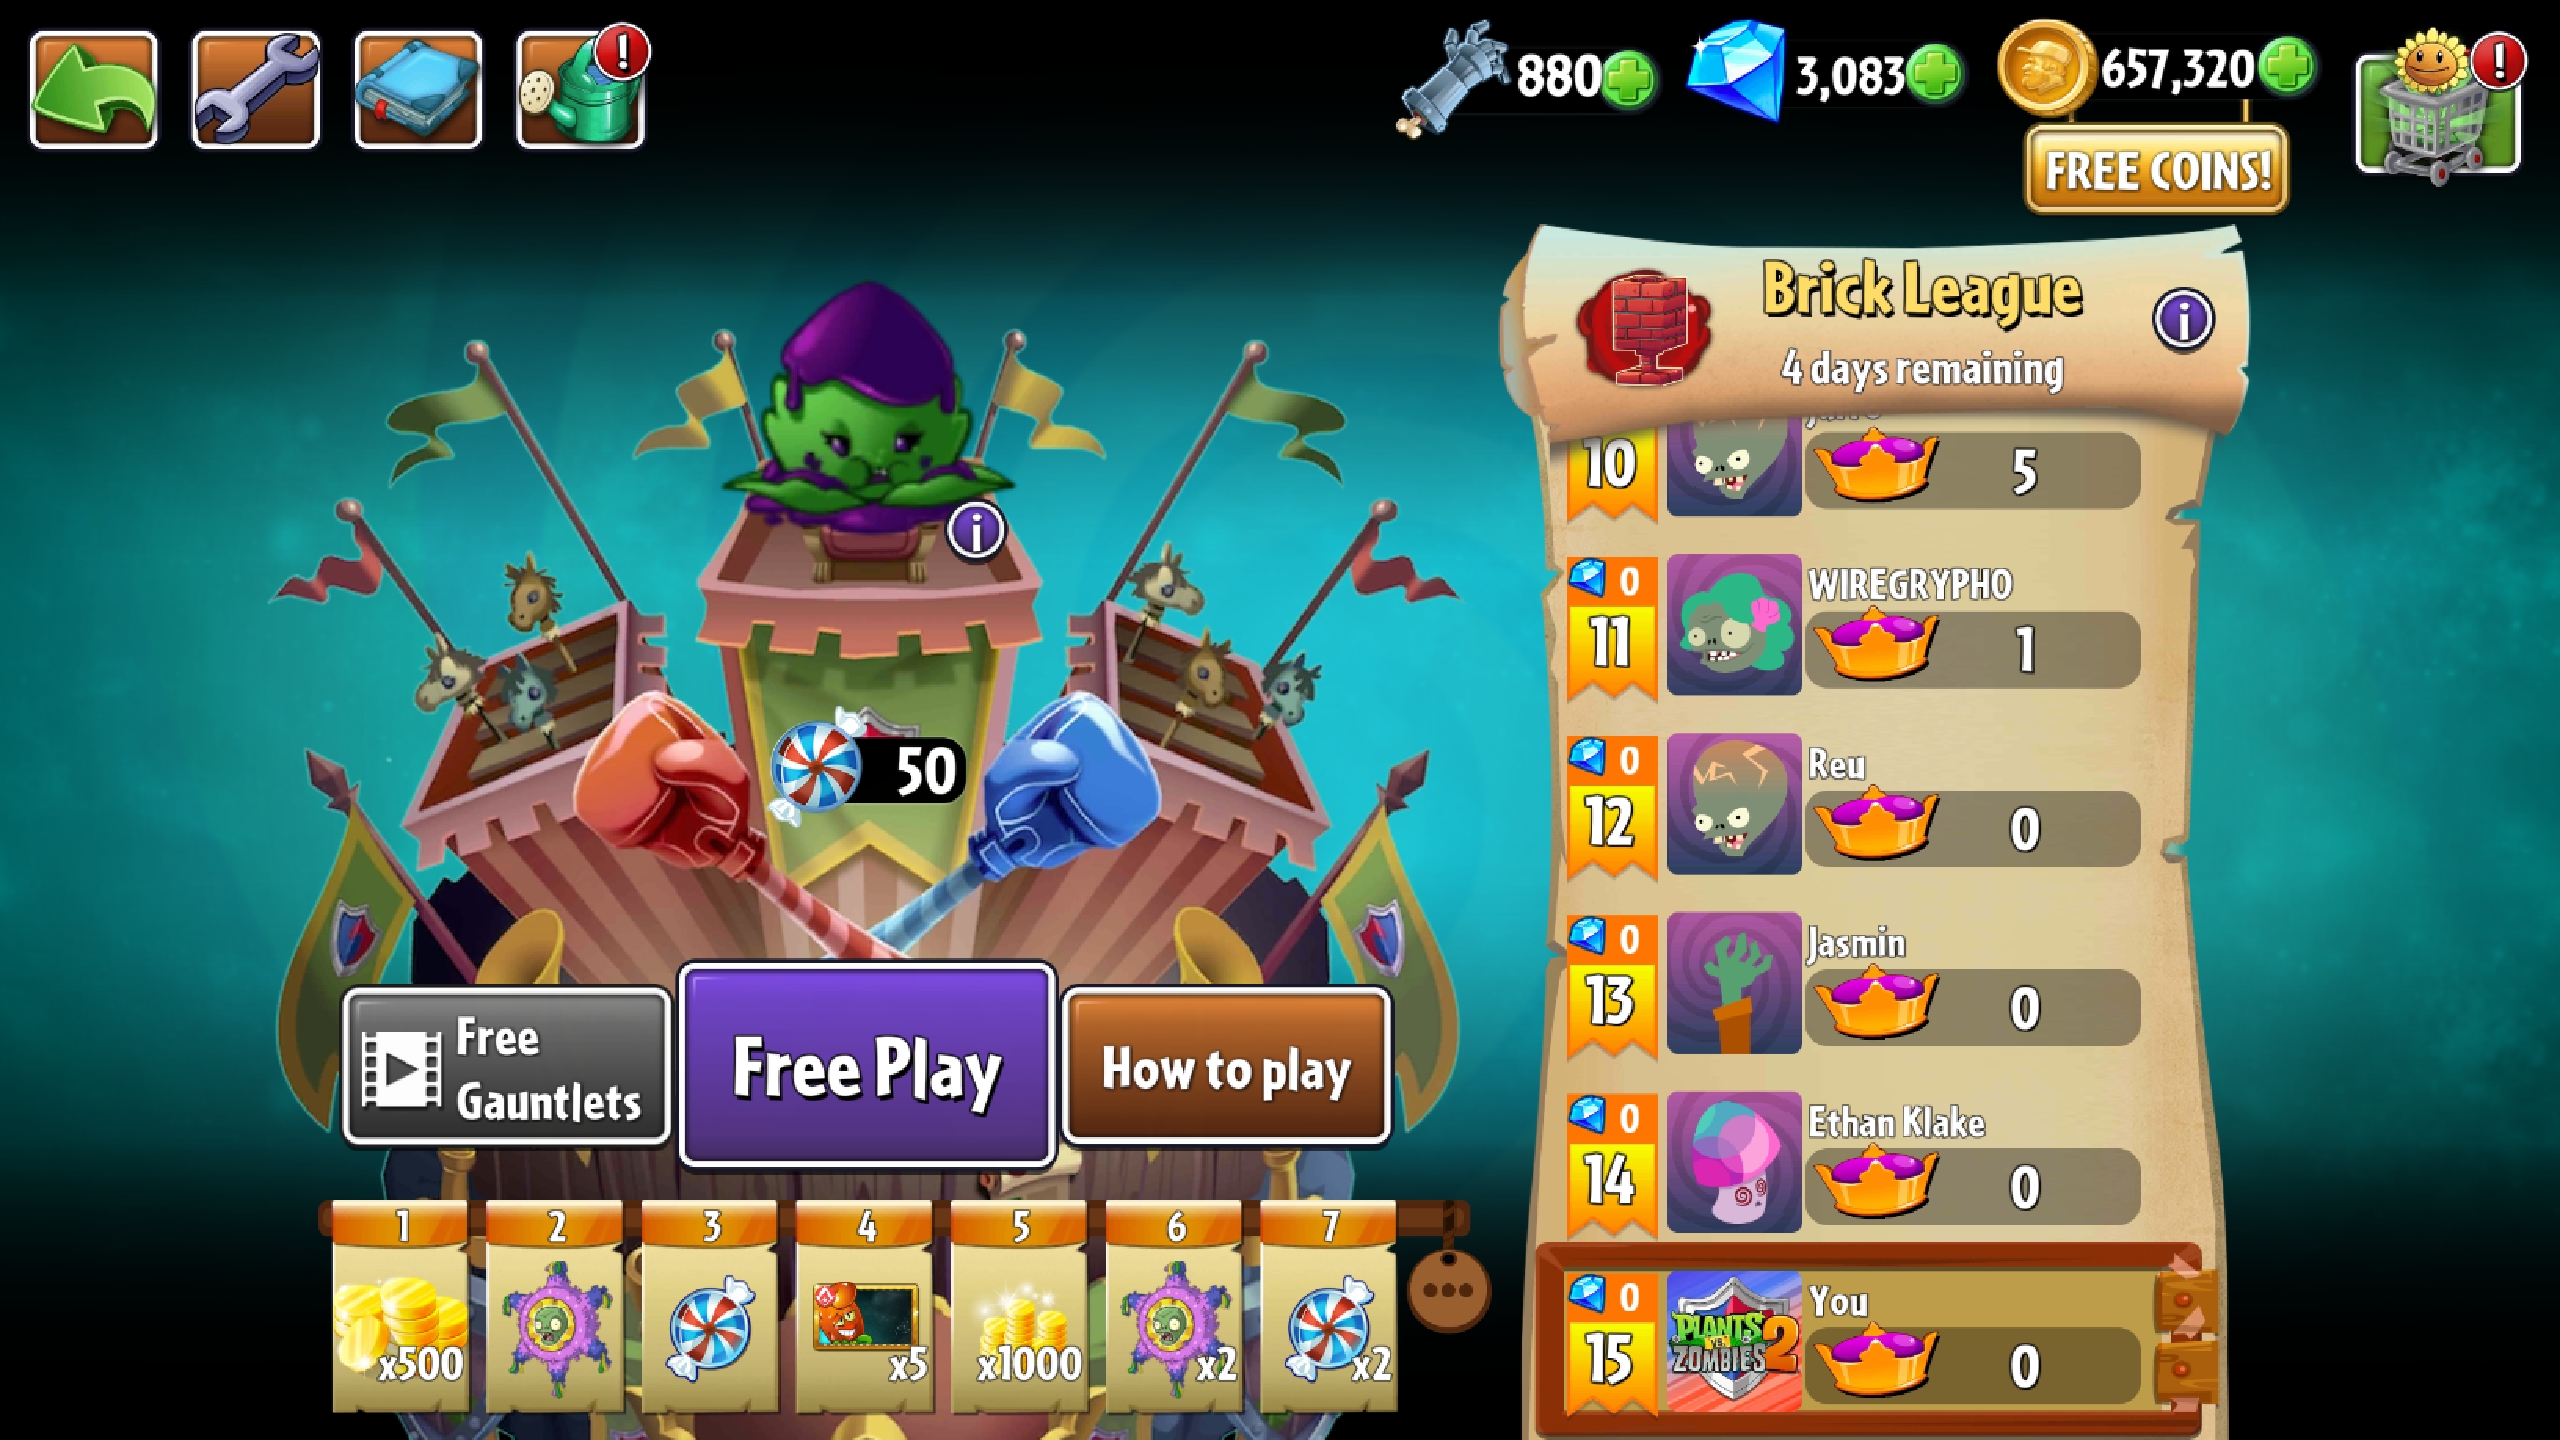 880
3,083
657,320
FREE COINS!
Brick League
4 days remaining
10
5
0
WIREGRYPHO
11
1
0
Reu
12
0
0
Jasmin
13
0
0
Ethan Klake
14
0
0
You
PLANTS
VS.
ZOMBIES 2
15
0
50
Free
Gauntlets
Free Play
How to play
1
2
3
4
5
6
7
x500
x5
x1000
x2
x2